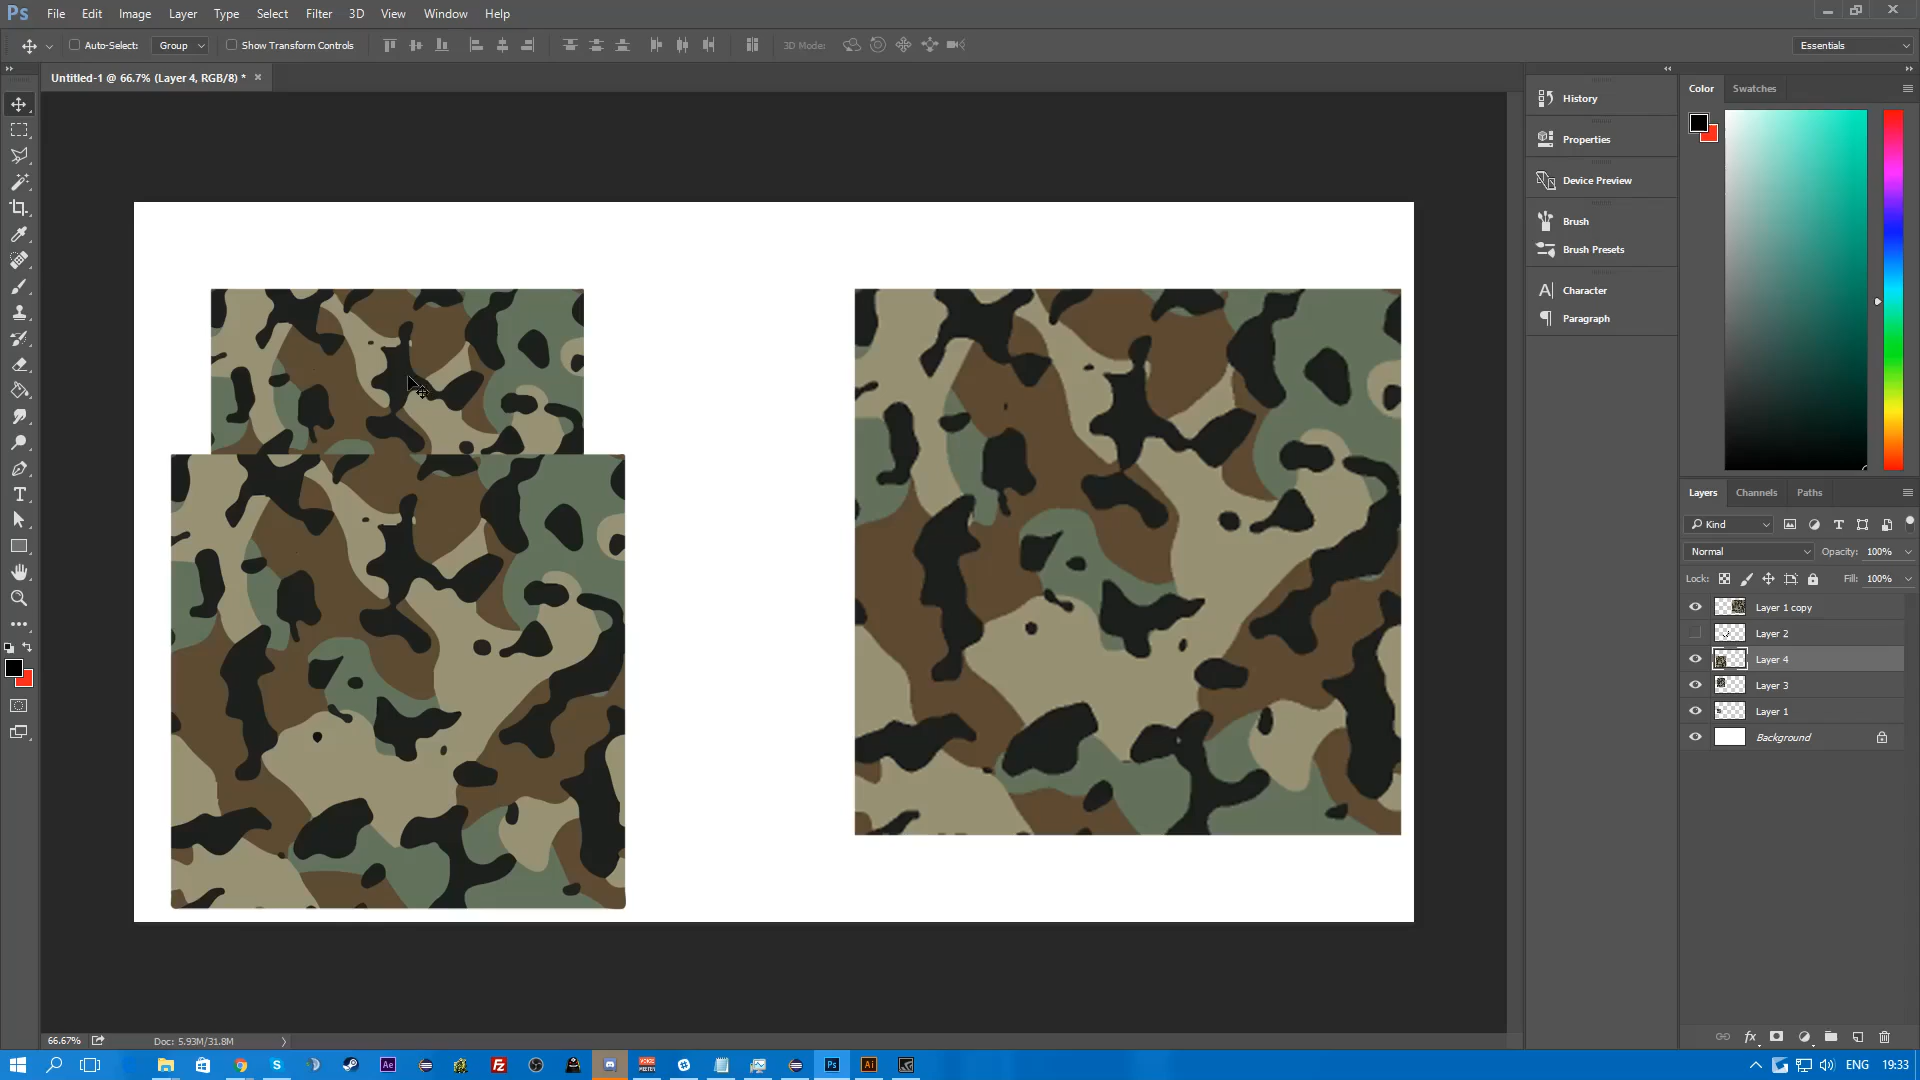 Ps File Edit Image Layer Type Select Filter 3D View Window Help
Auto-Select: Group Show Transform Controls 3D Mode: Essentials
Untitled-1 @ 66.7% (Layer 4, RGB/8) *
History
Properties
Device Preview
Brush
Brush Presets
Character
Paragraph
Color Swatches
Layers Channels Paths
Kind
Normal Opacity: 100%
Lock: Fill: 100%
Layer 1 copy
Layer 2
Layer 4
Layer 3
Layer 1
Background
66.67% Doc: 5.93M/31.8M
ENG 19:33